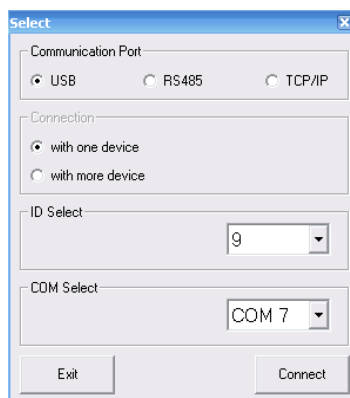 Select
Communication Port
USB RS485 TCP/IP
Connection
with one device
with more device
ID Select
9
COM Select
COM 7
Exit Connect